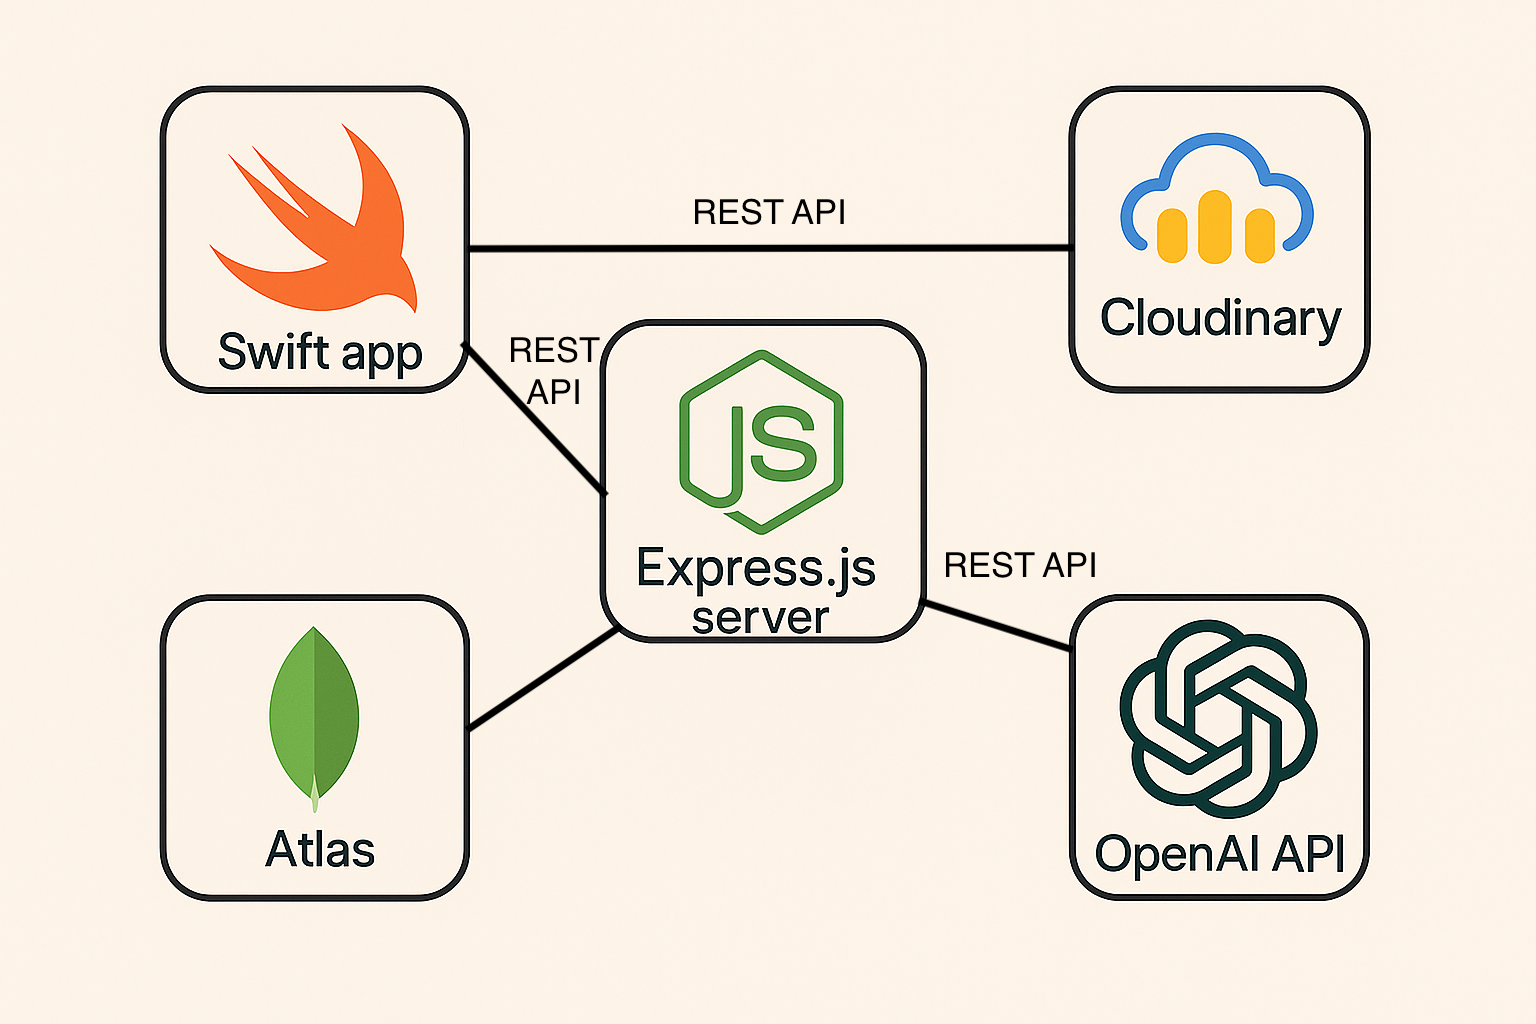 REST API
Swift app
Cloudinary
REST
API
JS
Express.js
server
REST API
Atlas
OpenAI API